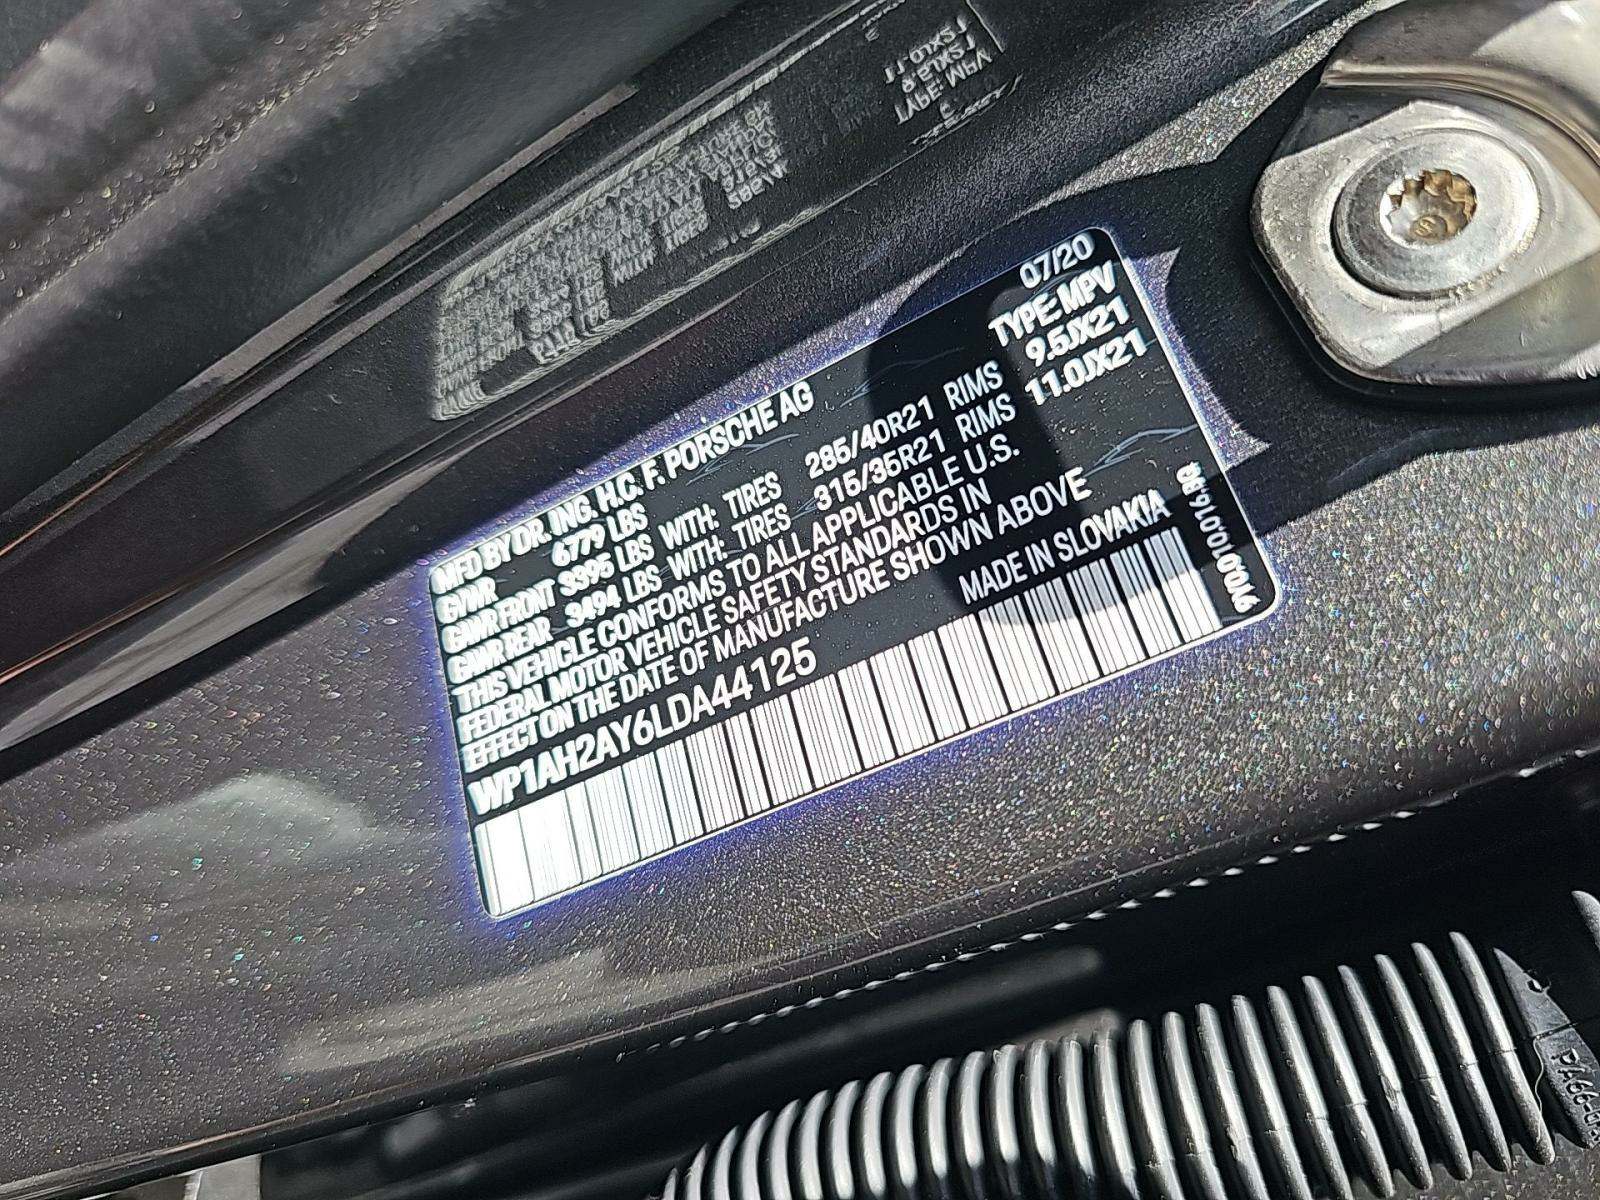 MFD BY DR. ING. H.C. F. PORSCHE AG 07/20
GVWR 6779 LBS TYPE: MPV
GAWR FRONT 3395 LBS WITH: TIRES 285/40R21 RIMS 9.5JX21
GAWR REAR 3494 LBS WITH: TIRES 315/35R21 RIMS 11.0JX21
THIS VEHICLE CONFORMS TO ALL APPLICABLE U.S.
FEDERAL MOTOR VEHICLE SAFETY STANDARDS IN
EFFECT ON THE DATE OF MANUFACTURE SHOWN ABOVE
WP1AH2AY6LDA44125 MADE IN SLOVAKIA